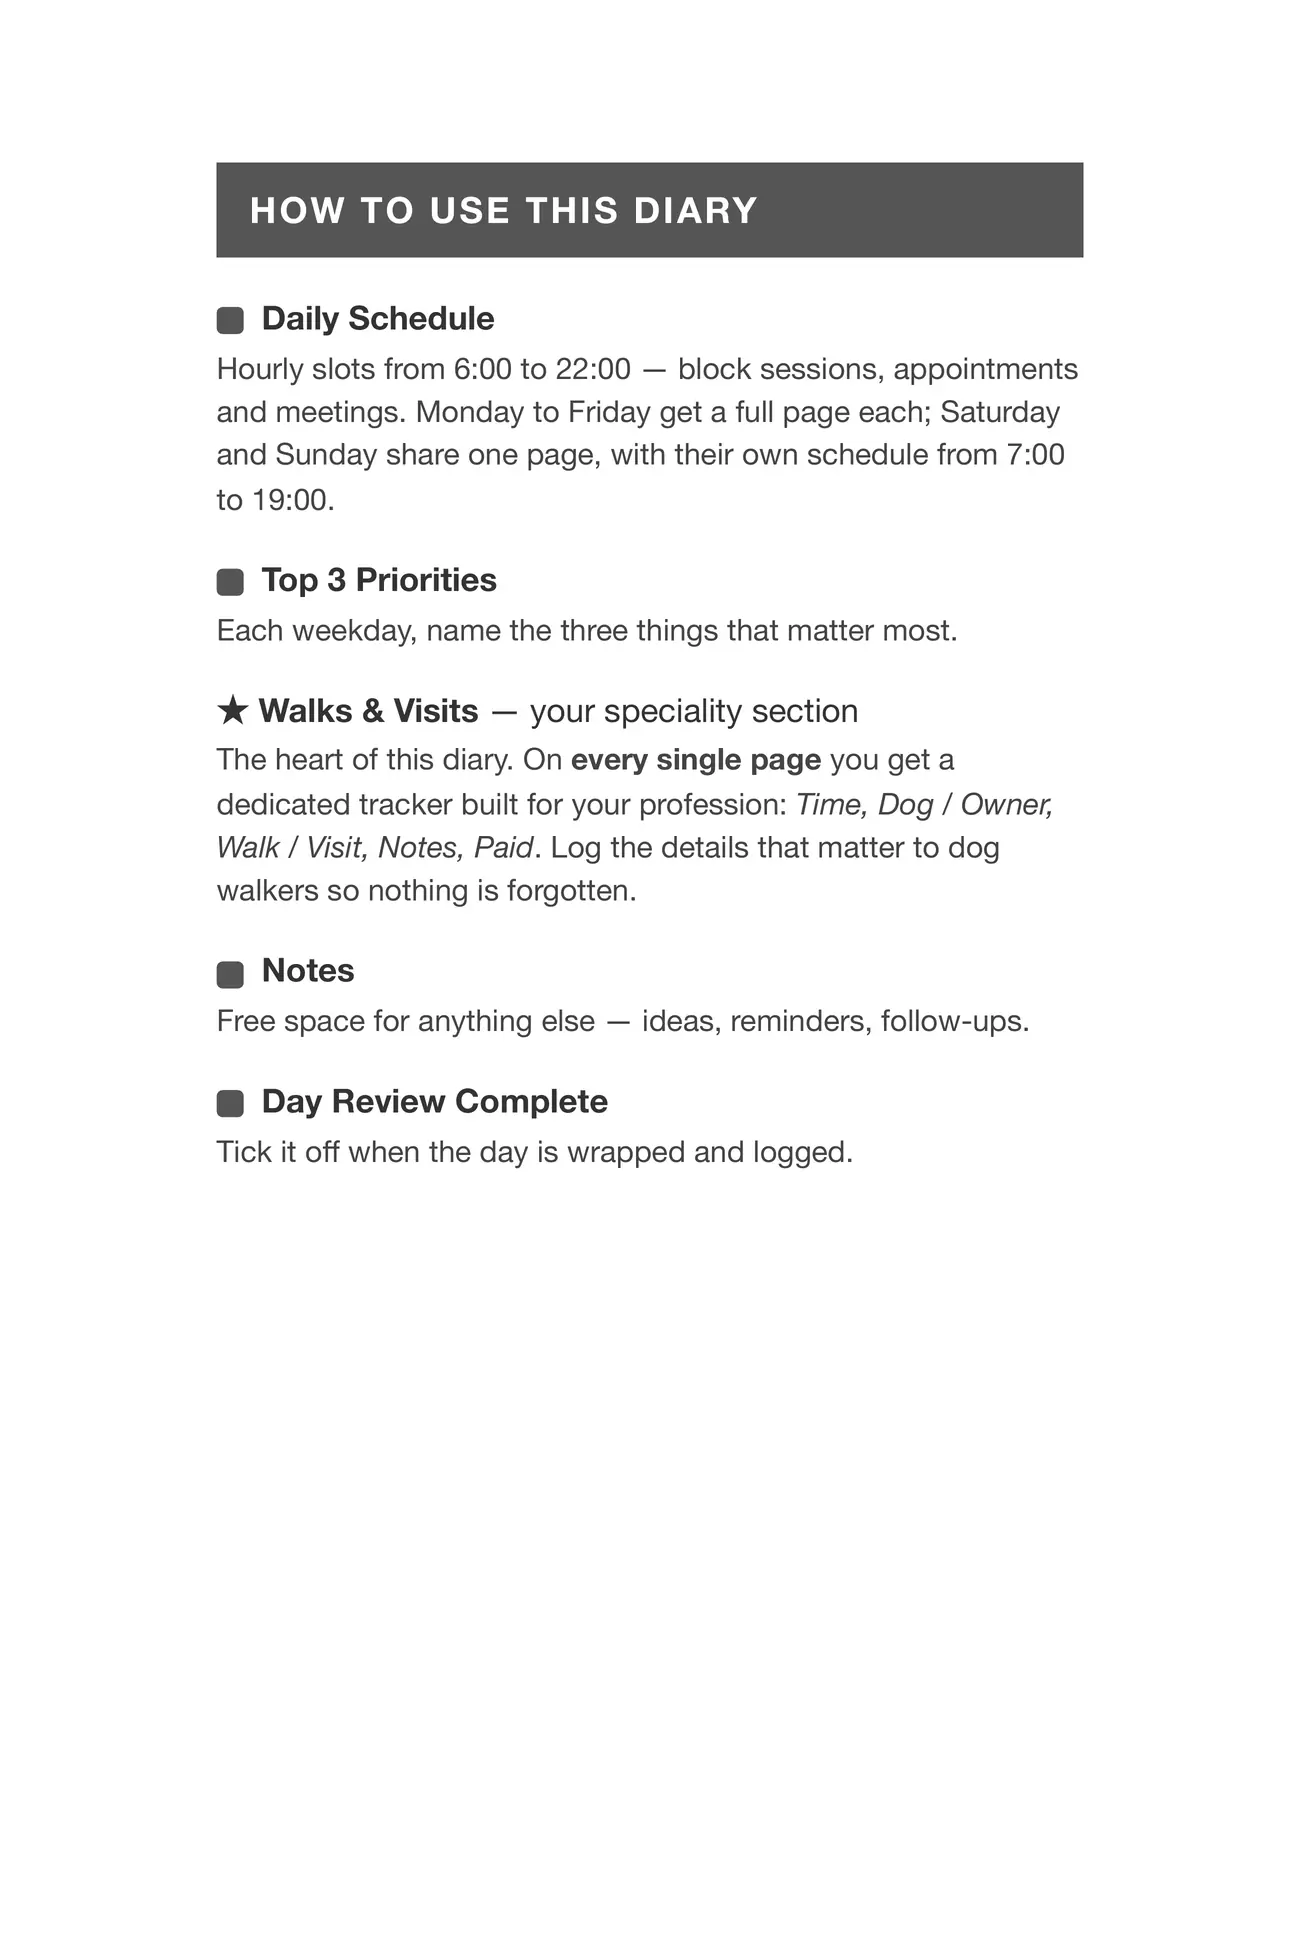 HOW TO USE THIS DIARY
Daily Schedule
Hourly slots from 6:00 to 22:00 — block sessions, appointments
and meetings. Monday to Friday get a full page each; Saturday
and Sunday share one page, with their own schedule from 7:00
to 19:00.
Top 3 Priorities
Each weekday, name the three things that matter most.
★ Walks & Visits — your speciality section
The heart of this diary. On every single page you get a
dedicated tracker built for your profession: Time, Dog / Owner,
Walk / Visit, Notes, Paid. Log the details that matter to dog
walkers so nothing is forgotten.
Notes
Free space for anything else — ideas, reminders, follow-ups.
Day Review Complete
Tick it off when the day is wrapped and logged.